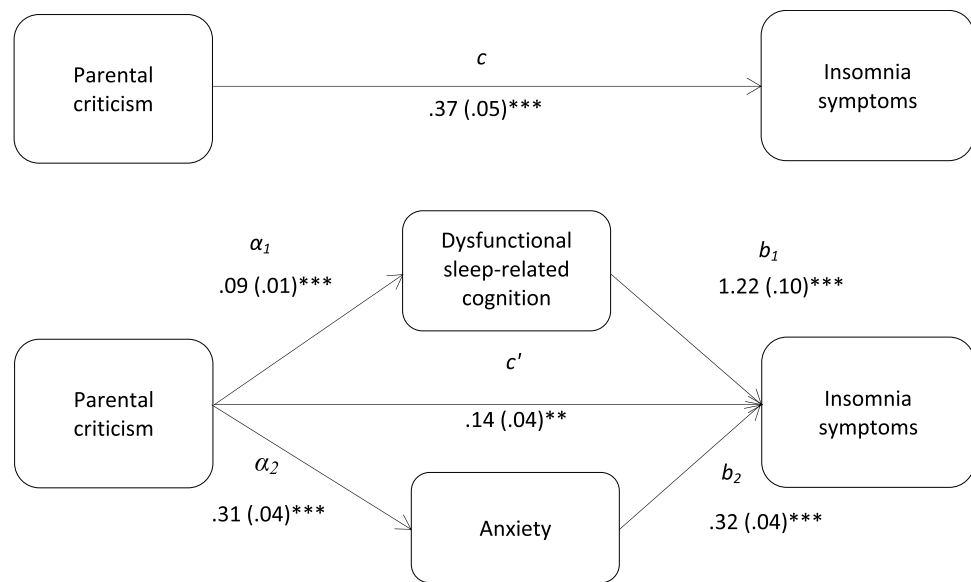 c
Parental
criticism
Insomnia
symptoms
.37 (.05)***
α1
Dysfunctional
sleep-related
cognition
b1
.09 (.01)***
1.22 (.10)***
c'
Parental
criticism
Insomnia
symptoms
.14 (.04)**
α2
b2
.31 (.04)***
Anxiety
.32 (.04)***